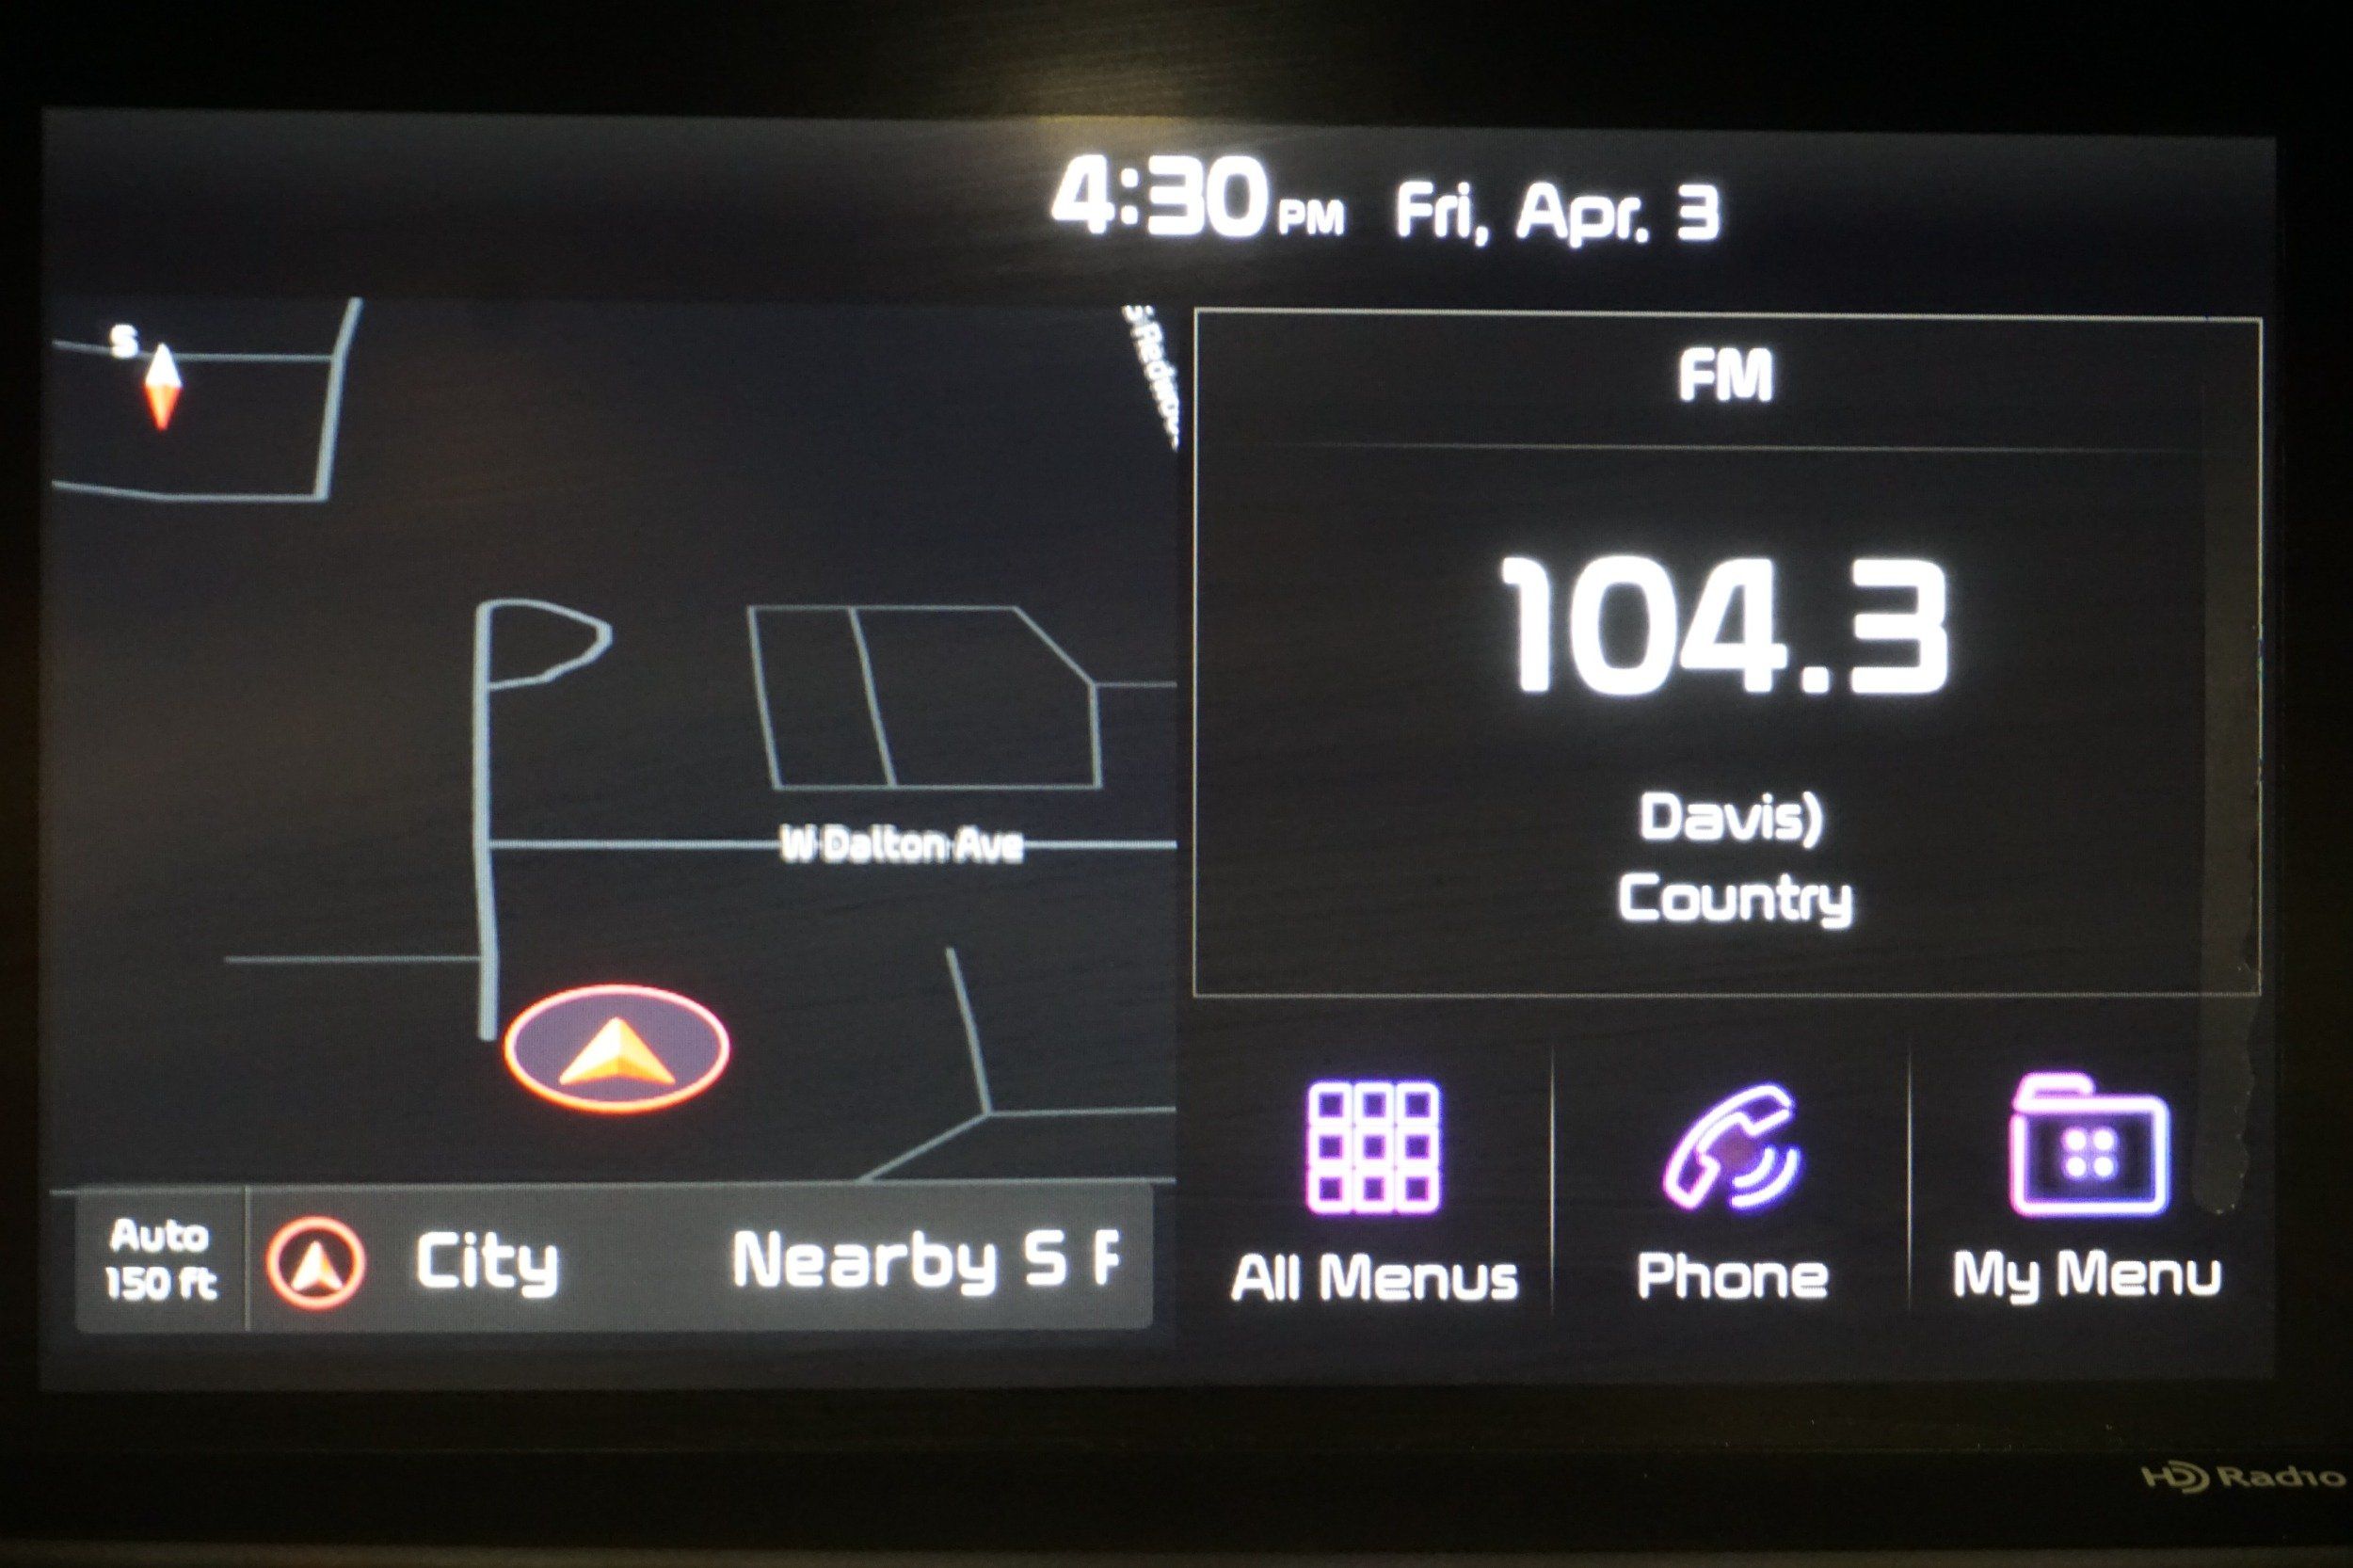 4:30 PM Fri, Apr. 3
S
W Dalton Ave
Auto
150 ft
City Nearby S
FM
104.3
Davis)
Country
All Menus
Phone
My Menu
HD Radio